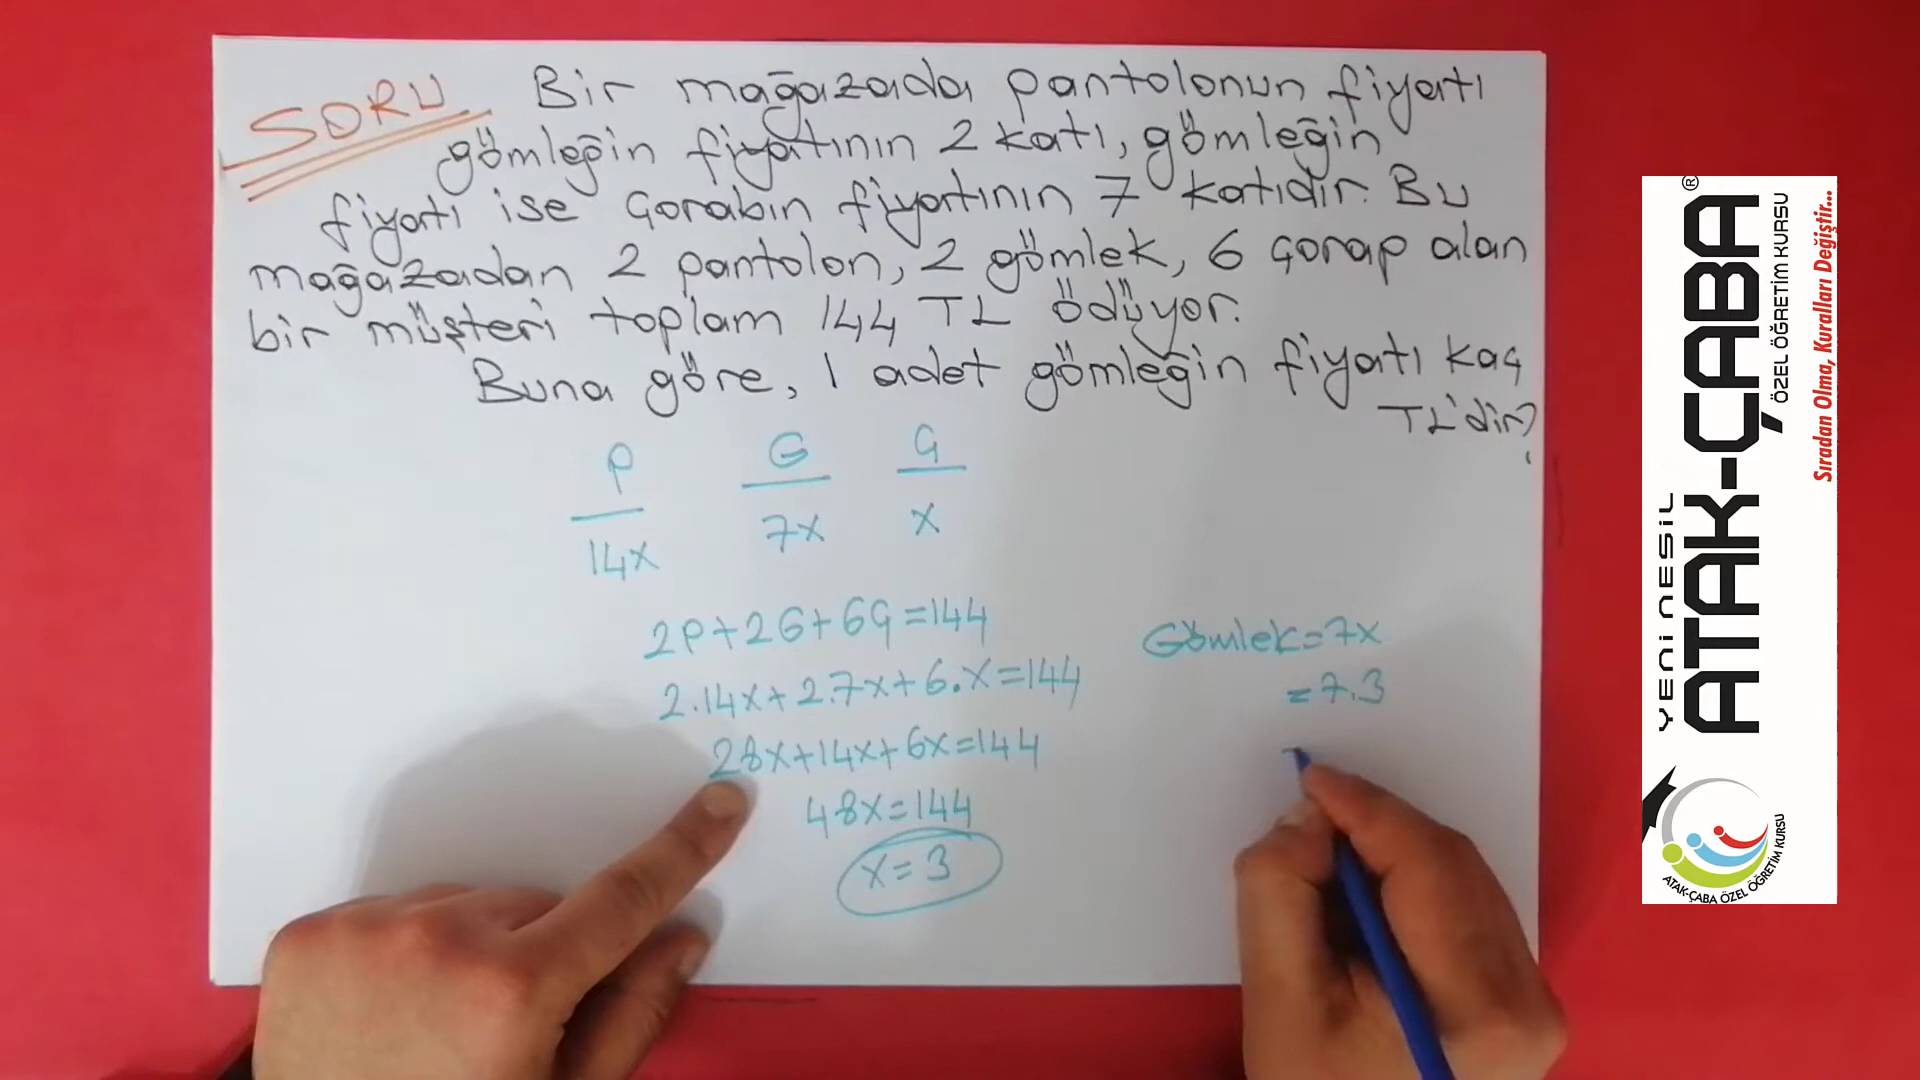 SORU Bir mağazada pantolonun fiyatı
gömleğin fiyatının 2 katı, gömleğin
fiyatı ise çorabın fiyatının 7 katıdır. Bu
mağazadan 2 pantolon, 2 gömlek, 6 çorap alan
bir müşteri toplam 144 TL ödüyor.
Buna göre, 1 adet gömleğin fiyatı kaç
TL'dir?
P G Ç
14x 7x x
2P+2G+6Ç=144
2.14x+2.7x+6.x=144
28x+14x+6x=144
48x=144
x=3
Gömlek=7x
=7.3
YENİ NESİL
ATAK-ÇABA®
ÖZEL ÖĞRETİM KURSU
Sıradan Olma, Kuralları Değiştir...
ATAK-ÇABA ÖZEL ÖĞRETİM KURSU